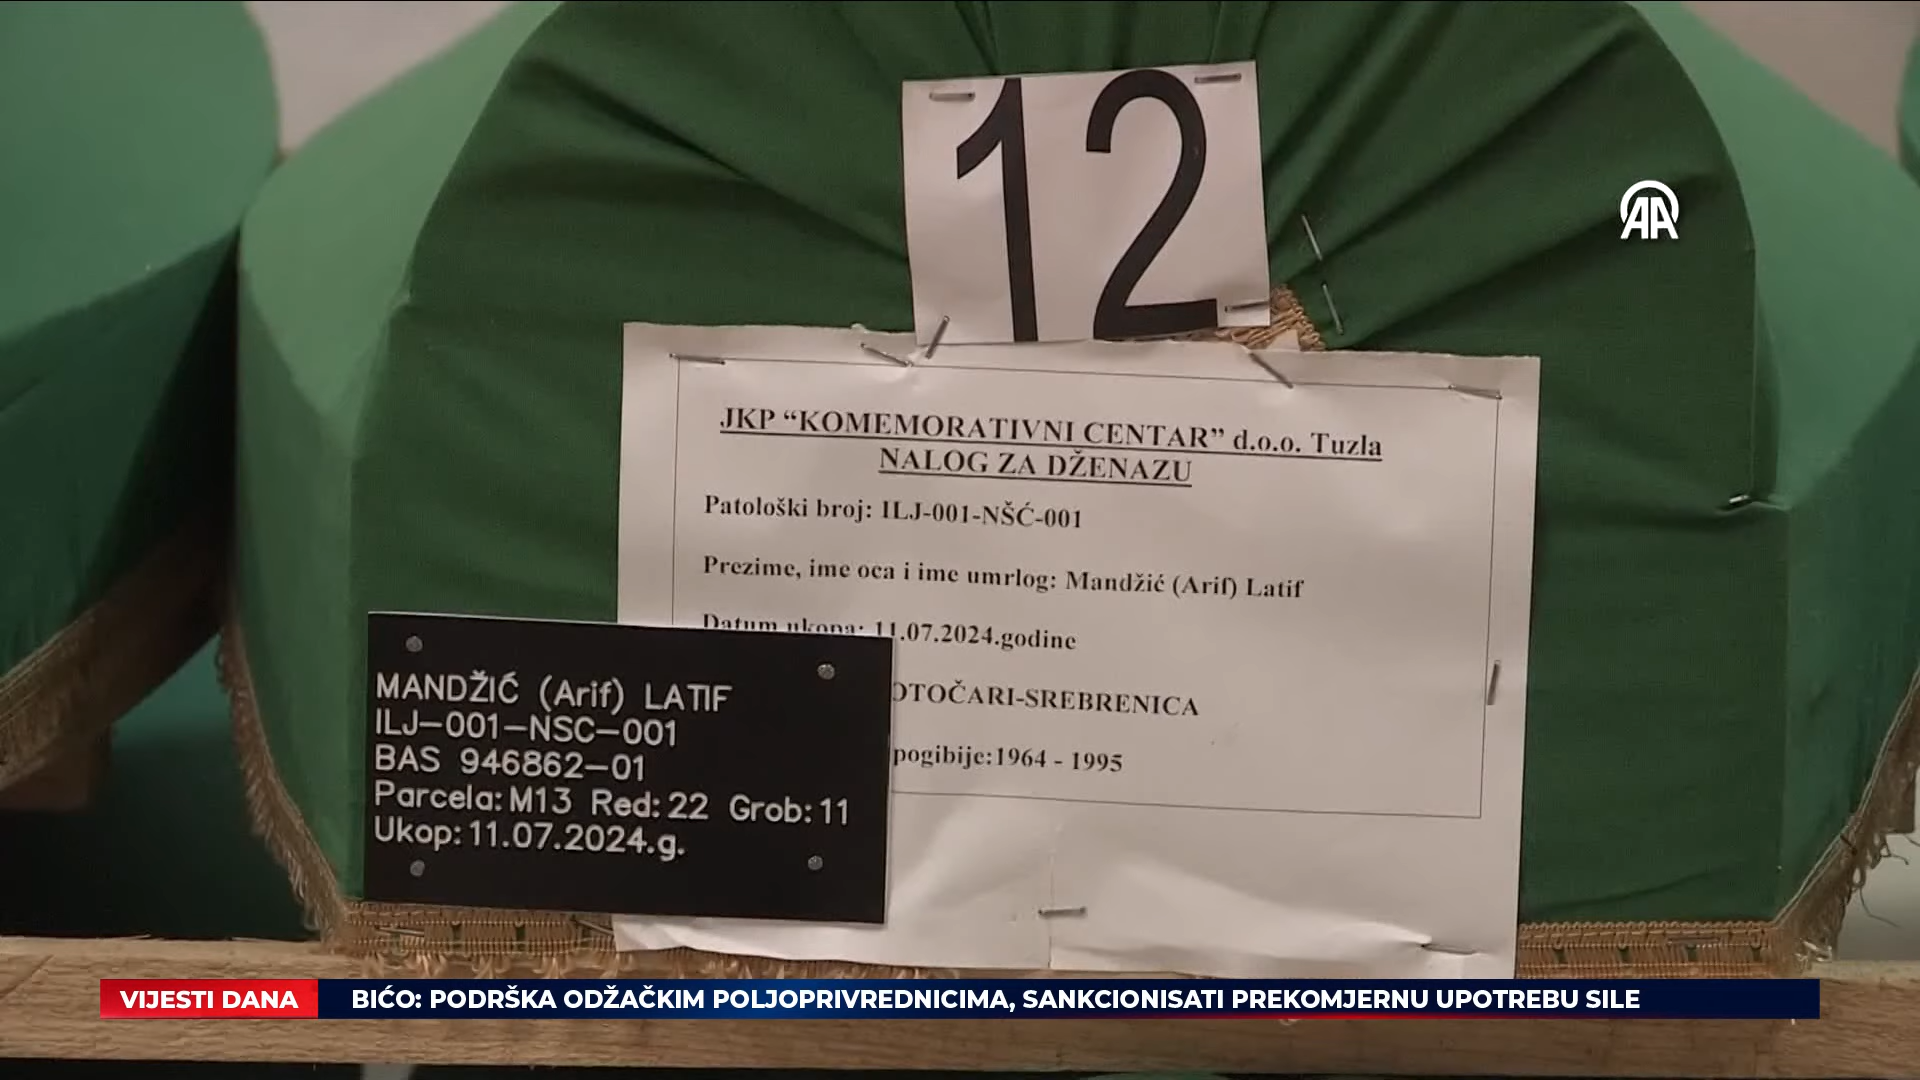 12
AA
JKP “KOMEMORATIVNI CENTAR” d.o.o. Tuzla
NALOG ZA DŽENAZU
Patološki broj: ILJ-001-NŠĆ-001
Prezime, ime oca i ime umrlog: Mandžić (Arif) Latif
Datum ukopa: 11.07.2024.godine
OTOČARI-SREBRENICA
pogibije:1964 - 1995
MANDŽIĆ (Arif) LATIF
ILJ-001-NSC-001
BAS 946862-01
Parcela: M13 Red: 22 Grob: 11
Ukop: 11.07.2024.g.
VIJESTI DANA BIĆO: PODRŠKA ODŽAČKIM POLJOPRIVREDNICIMA, SANKCIONISATI PREKOMJERNU UPOTREBU SILE